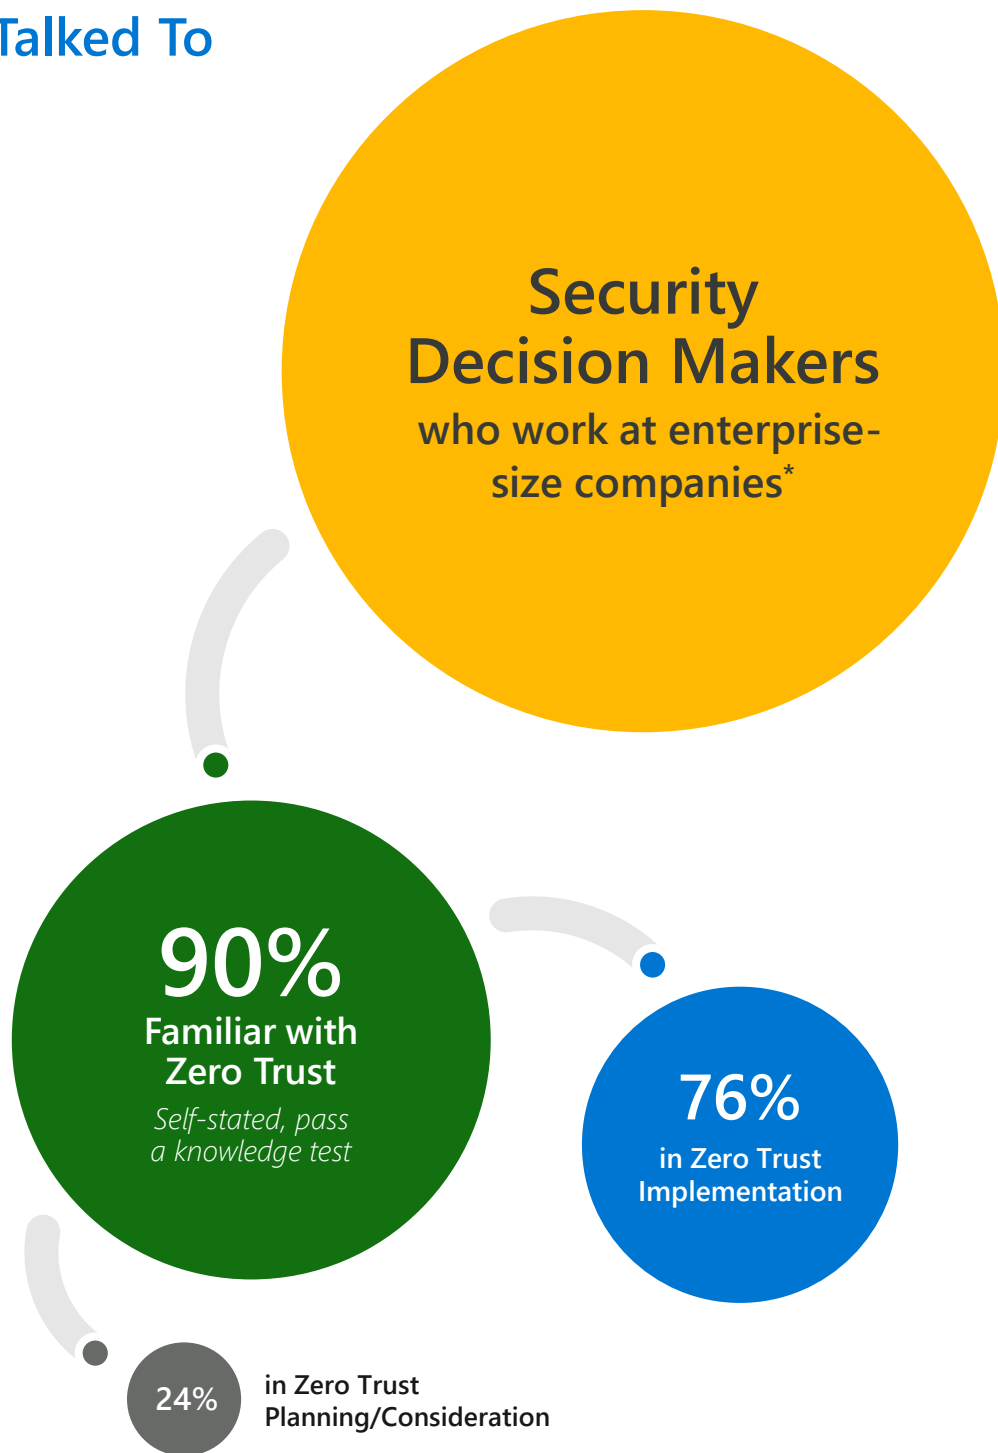 Talked To
Security
Decision Makers
who work at enterprise-
size companies*
90%
Familiar with
Zero Trust
Self-stated, pass
a knowledge test
76%
in Zero Trust
Implementation
24%
in Zero Trust
Planning/Consideration